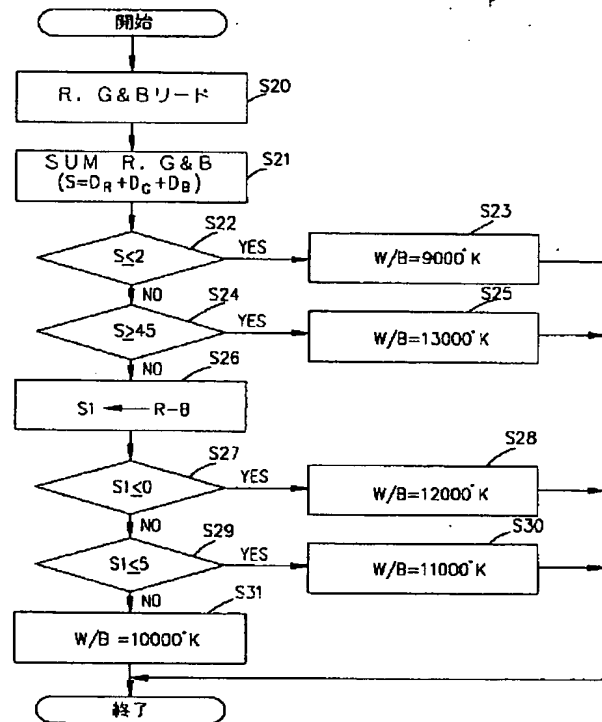 開始
R. G&Bリード
S20
SUM R. G&B
(S=D_R+D_G+D_B)
S21
S≤2
S22
YES
NO
W/B=9000°K
S23
S≥45
S24
YES
NO
W/B=13000°K
S25
S1 ← R-B
S26
S1≤0
S27
YES
NO
W/B=12000°K
S28
S1≤5
S29
YES
NO
W/B=11000°K
S30
W/B=10000°K
S31
終了